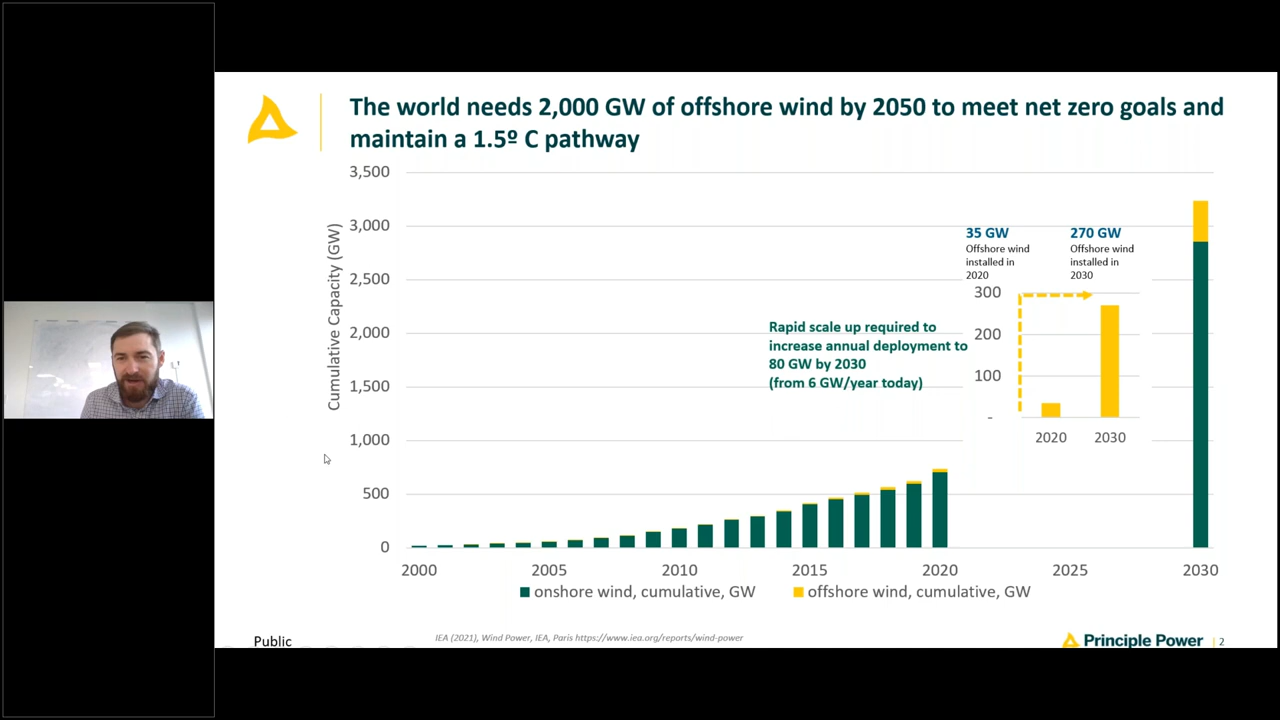 The world needs 2,000 GW of offshore wind by 2050 to meet net zero goals and
maintain a 1.5º C pathway
3,500
3,000
2,500
2,000
1,500
1,000
500
0
Cumulative Capacity (GW)
35 GW
Offshore wind
installed in
2020
270 GW
Offshore wind
installed in
2030
300
200
100
-
2020 2030
Rapid scale up required to
increase annual deployment to
80 GW by 2030
(from 6 GW/year today)
2000 2005 2010 2015 2020 2025 2030
onshore wind, cumulative, GW offshore wind, cumulative, GW
Public
IEA (2021), Wind Power, IEA, Paris https://www.iea.org/reports/wind-power
Principle Power | 2